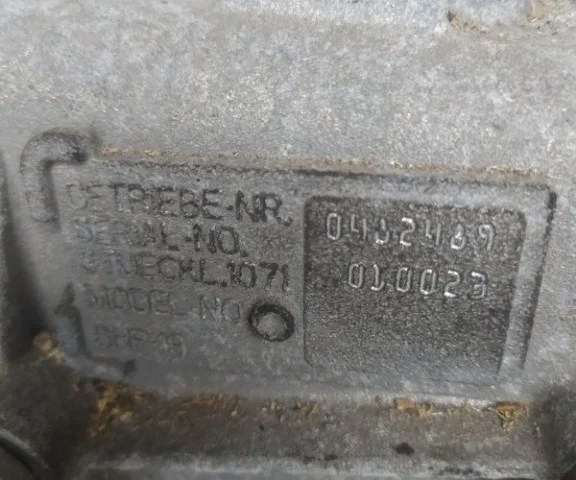 GETRIEBE-NR.
SERIAL-NO.
STUECKL.1071
MODEL-NO
5HP19
010023